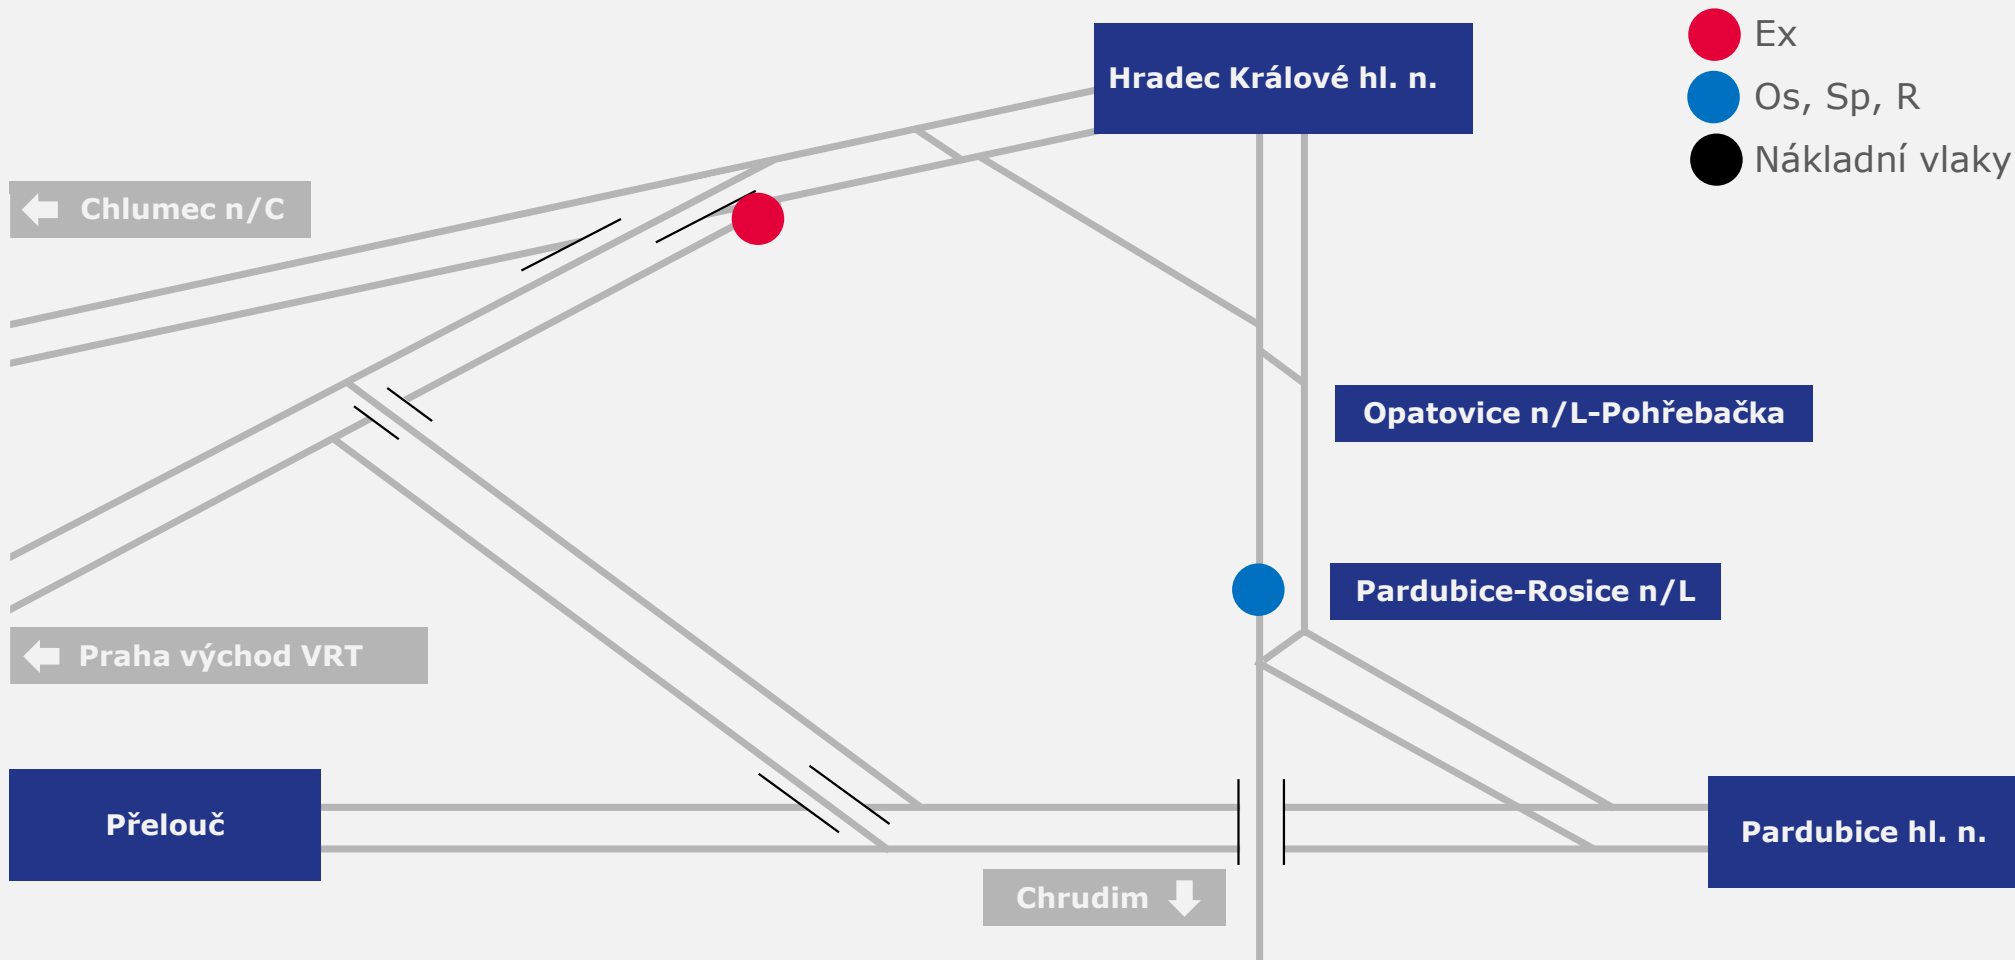 Hradec Králové hl. n.
Ex
Os, Sp, R
Nákladní vlaky
Chlumec n/C
Opatovice n/L-Pohřebačka
Pardubice-Rosice n/L
Praha východ VRT
Přelouč
Pardubice hl. n.
Chrudim